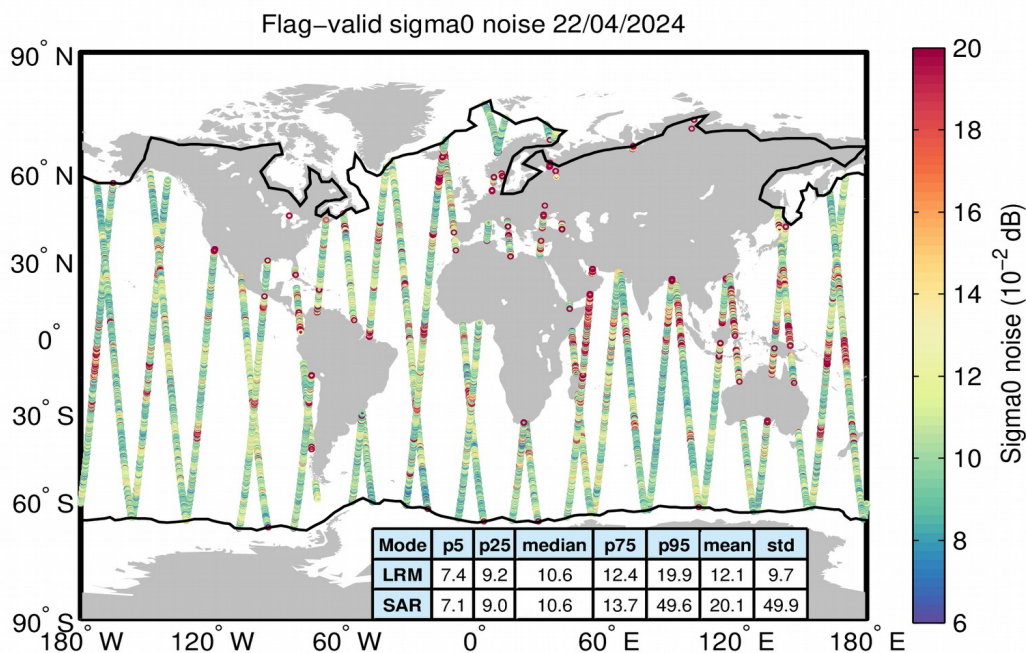 Flag−valid sigma0 noise 22/04/2024
90° N
60° N
30° N
0°
30° S
60° S
90° S
180° W
120° W
60° W
0°
60° E
120° E
180° E
Mode p5 p25 median p75 p95 mean std
LRM 7.4 9.2 10.6 12.4 19.9 12.1 9.7
SAR 7.1 9.0 10.6 13.7 49.6 20.1 49.9
20
18
16
14
12
10
8
6
Sigma0 noise (10⁻² dB)